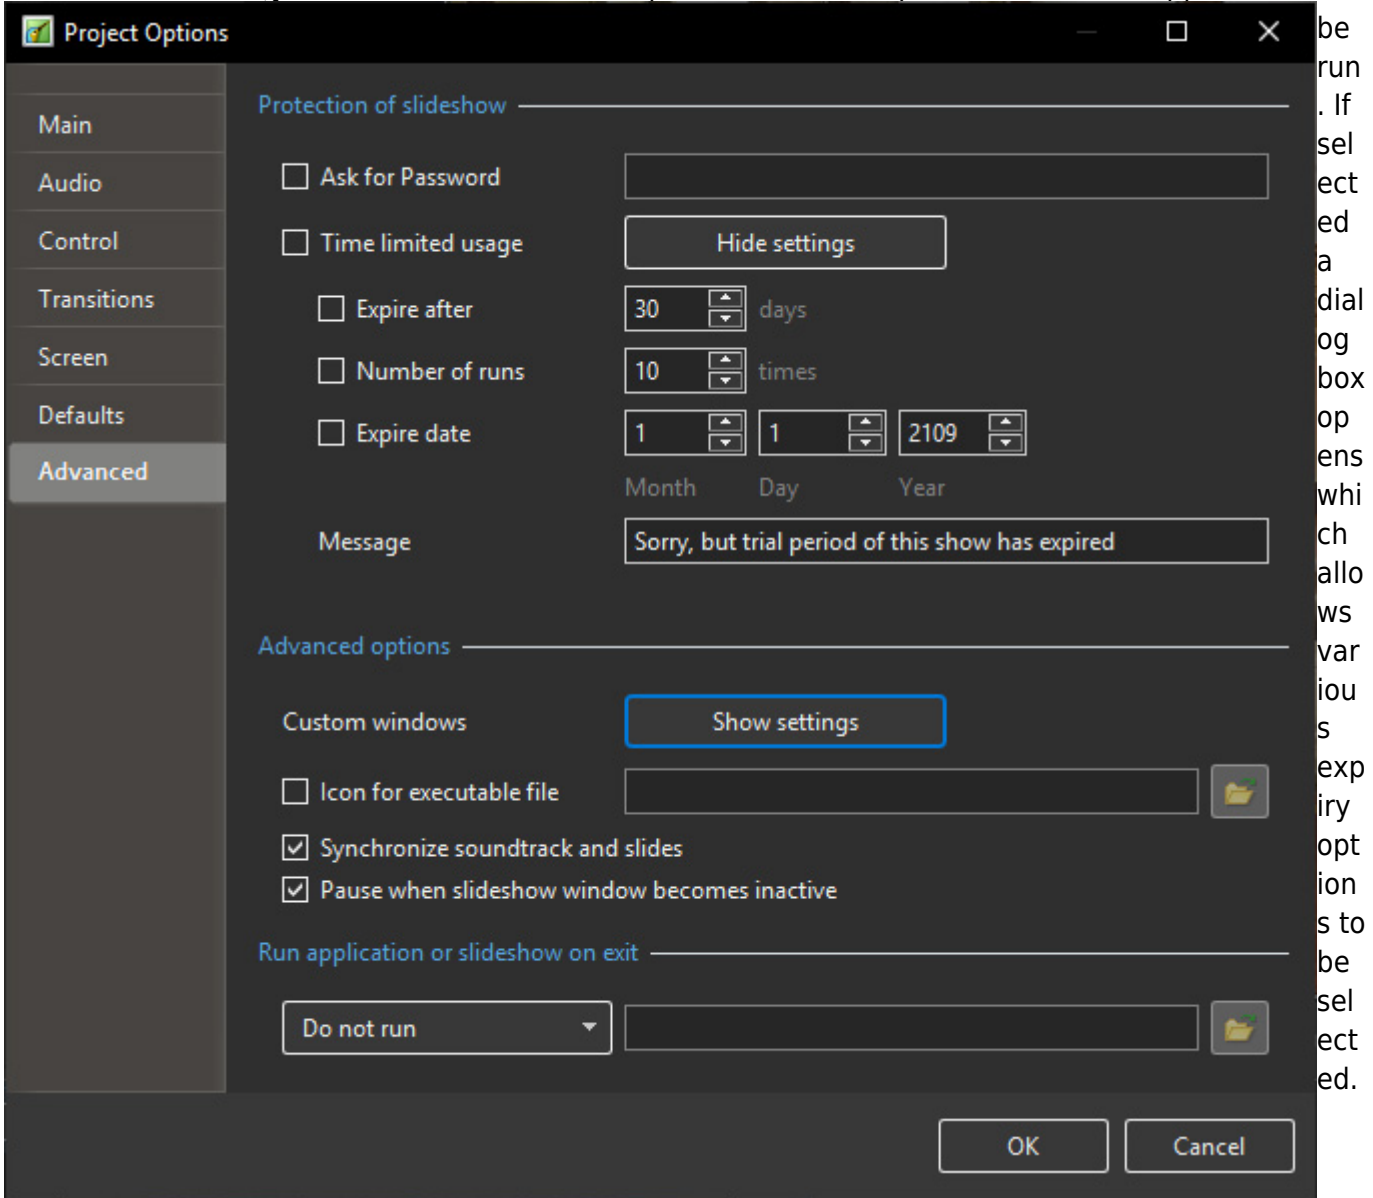 Project Options
Main
Audio
Control
Transitions
Screen
Defaults
Advanced
Protection of slideshow
Ask for Password
Time limited usage
Hide settings
Expire after
30
days
Number of runs
10
times
Expire date
1
1
2109
Month
Day
Year
Message
Sorry, but trial period of this show has expired
Advanced options
Custom windows
Show settings
Icon for executable file
Synchronize soundtrack and slides
Pause when slideshow window becomes inactive
Run application or slideshow on exit
Do not run
OK
Cancel
be
run
. If
sel
ect
ed
a
dial
og
box
op
ens
whi
ch
allo
ws
var
iou
s
exp
iry
opt
ion
s to
be
sel
ect
ed.